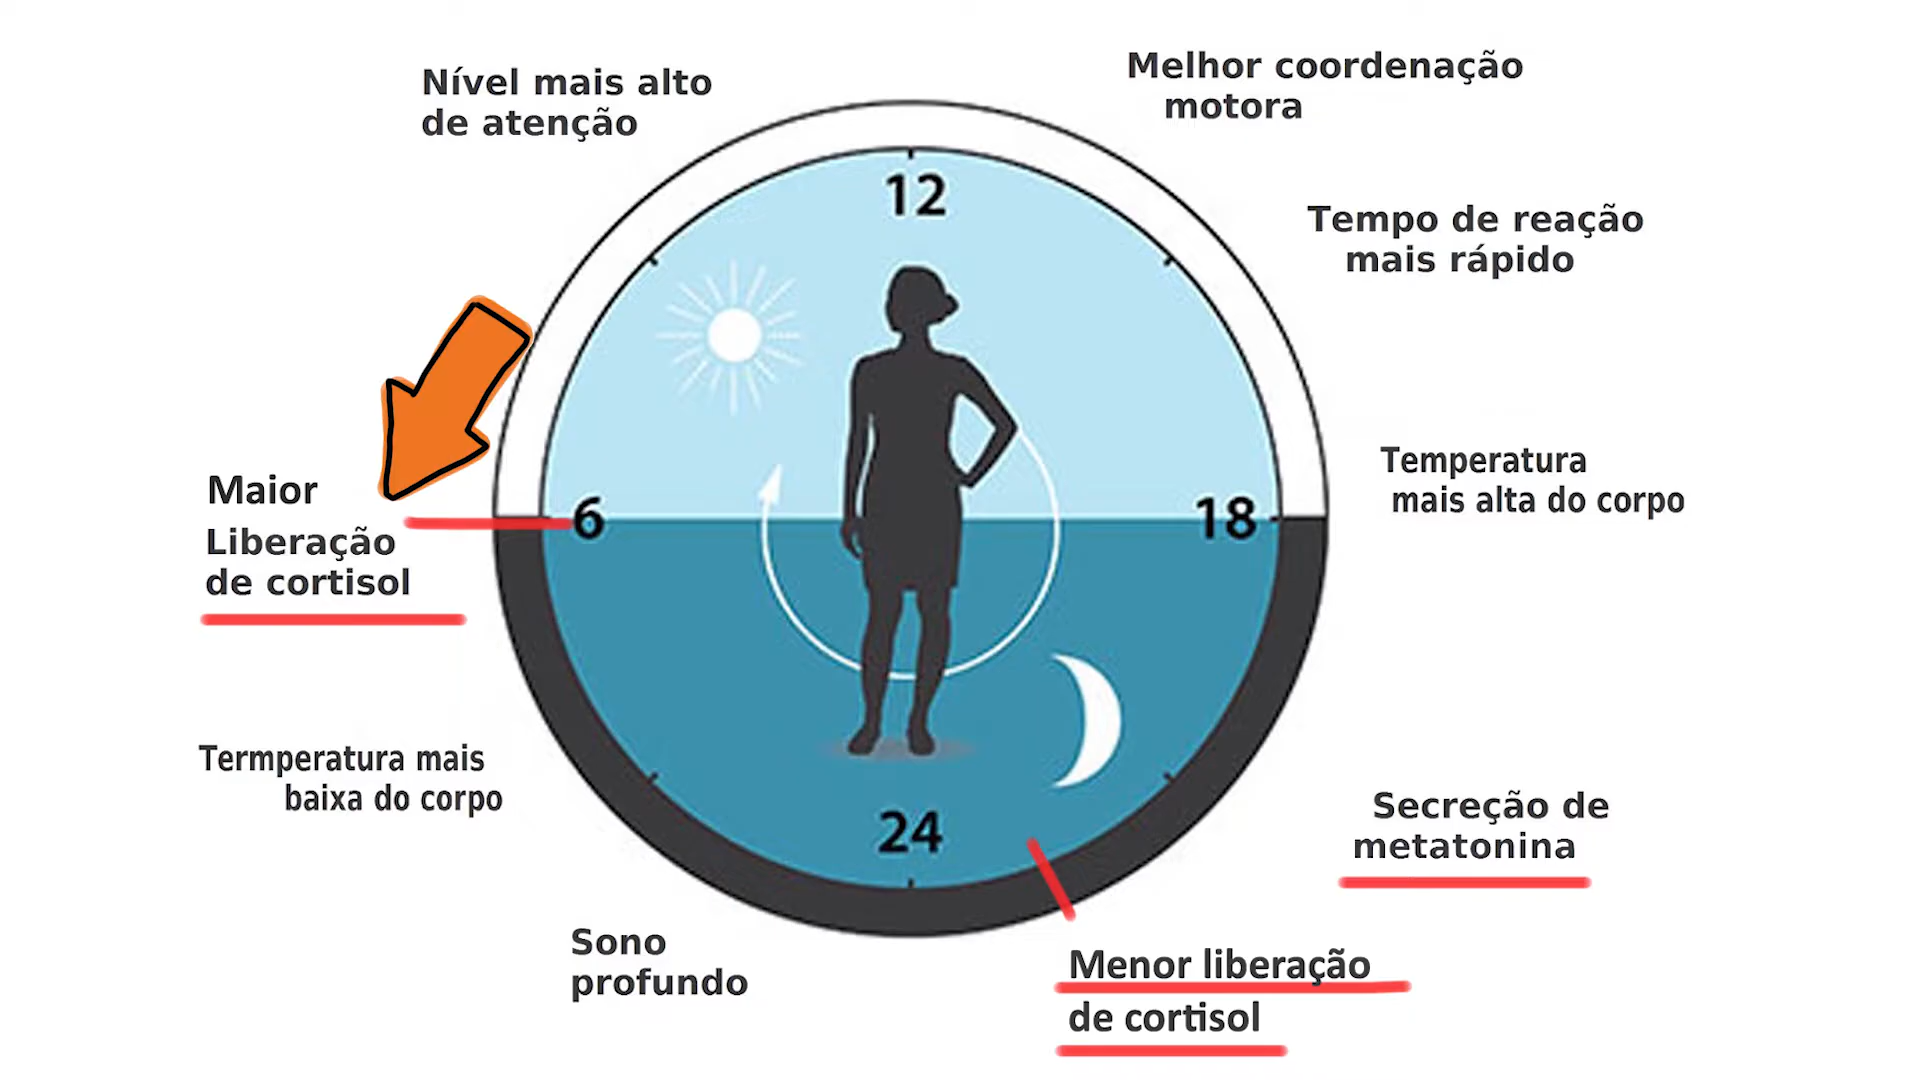 Nível mais alto
de atenção
Melhor coordenação
motora
12
Tempo de reação
mais rápido
Maior
Liberação
de cortisol
6
18
Temperatura
mais alta do corpo
Termperatura mais
baixa do corpo
24
Secreção de
metatonina
Sono
profundo
Menor liberação
de cortisol